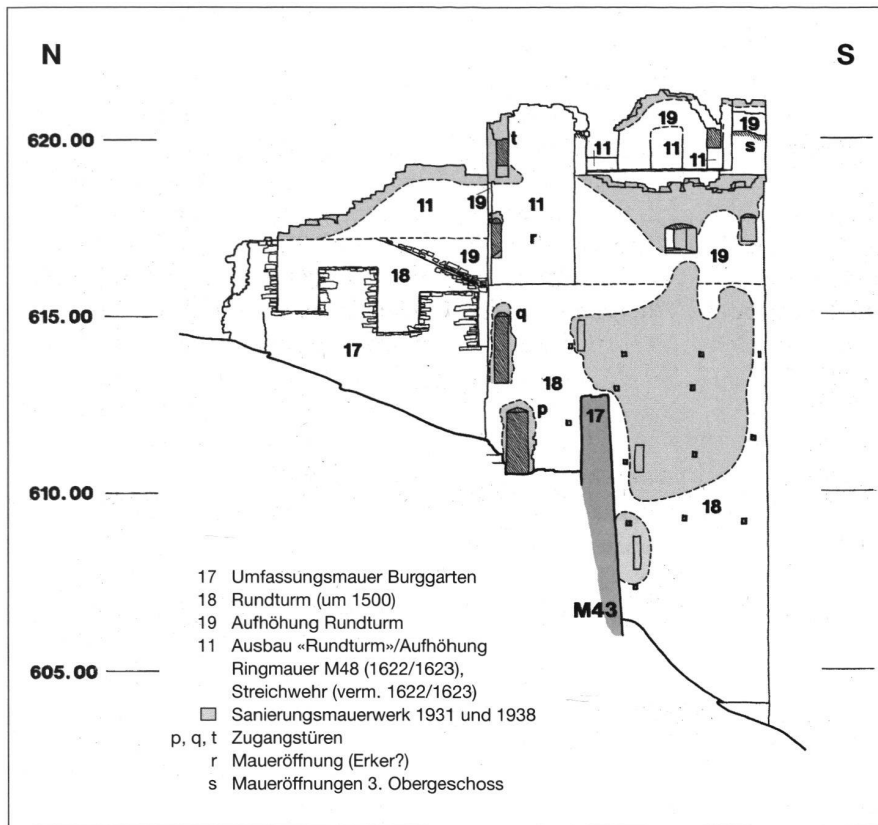 N S
620.00
615.00
610.00
605.00
t
19
19
s
11
11
11
11
19
11
r
19
19
18
17
q
18
p
17
18
M43
17 Umfassungsmauer Burggarten
18 Rundturm (um 1500)
19 Aufhöhung Rundturm
11 Ausbau «Rundturm»/Aufhöhung
Ringmauer M48 (1622/1623),
Streichwehr (verm. 1622/1623)
Sanierungsmauerwerk 1931 und 1938
p, q, t Zugangstüren
r Maueröffnung (Erker?)
s Maueröffnungen 3. Obergeschoss